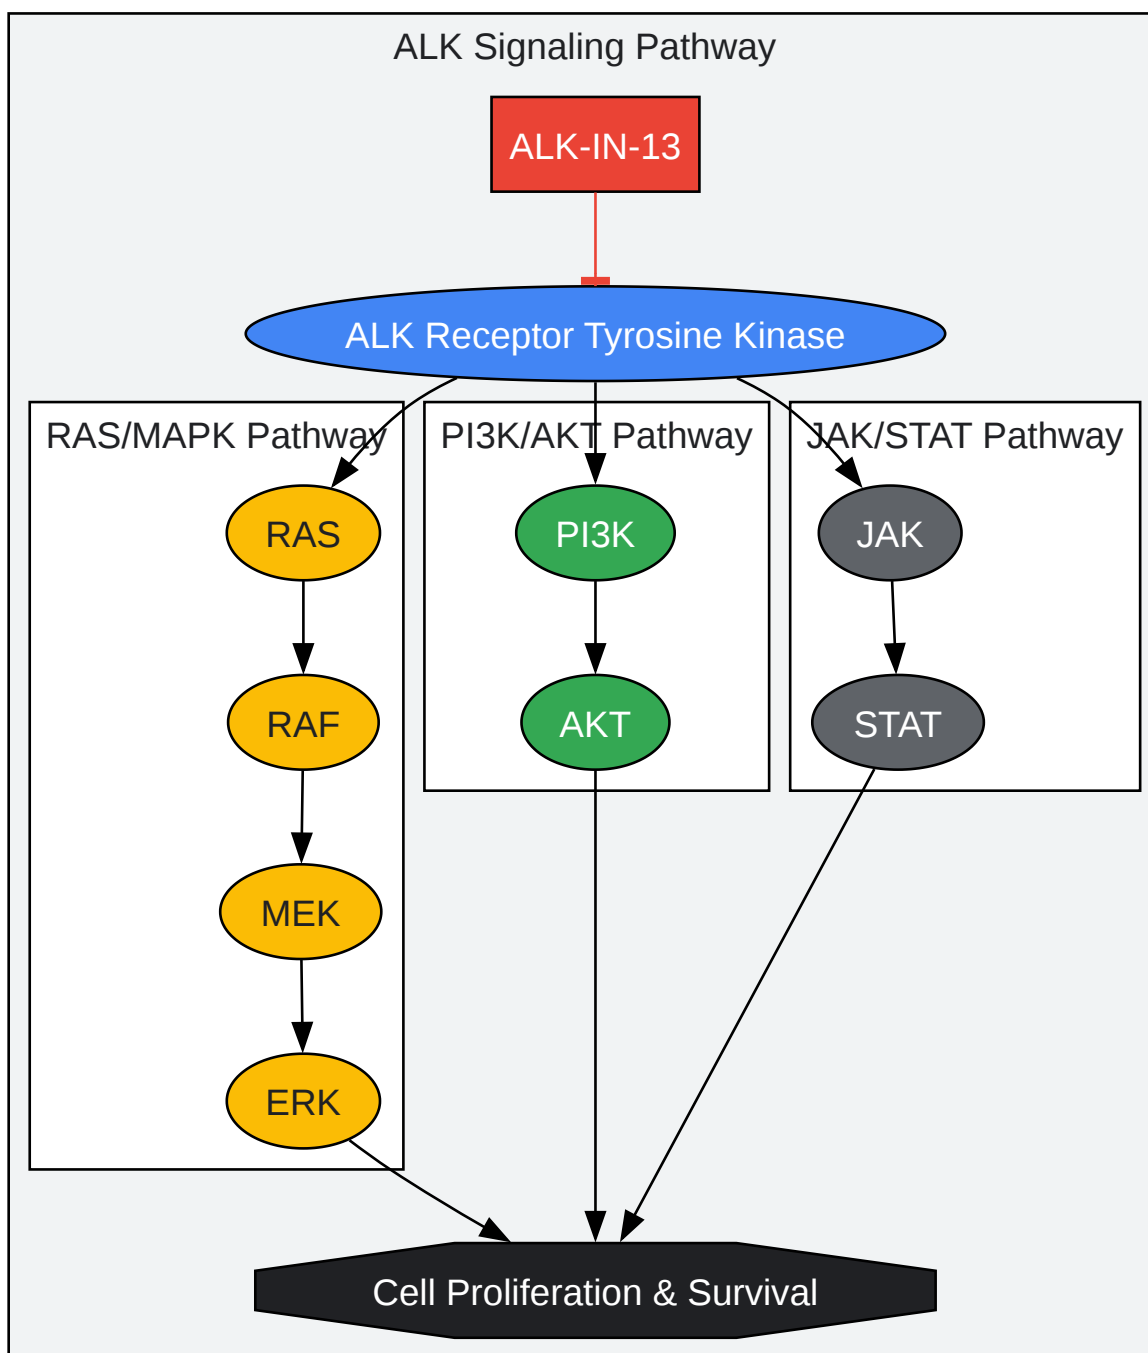 ALK Signaling Pathway
ALK-IN-13
ALK Receptor Tyrosine Kinase
RAS/MAPK Pathway
PI3K/AKT Pathway
JAK/STAT Pathway
RAS
PI3K
JAK
RAF
AKT
STAT
MEK
ERK
Cell Proliferation & Survival